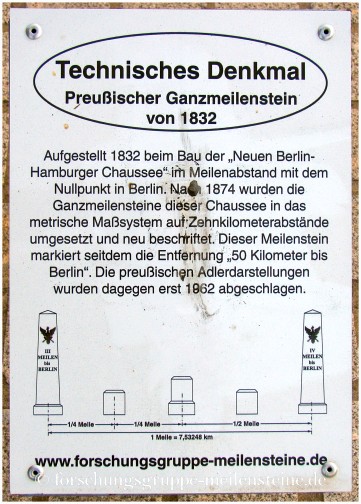 Technisches Denkmal
Preußischer Ganzmeilenstein
von 1832
Aufgestellt 1832 beim Bau der „Neuen Berlin-
Hamburger Chaussee“ im Meilenabstand mit dem
Nullpunkt in Berlin. Nach 1874 wurden die
Ganzmeilensteine dieser Chaussee in das
metrische Maßsystem auf Zehnkilometerabstände
umgesetzt und neu beschriftet. Dieser Meilenstein
markiert seitdem die Entfernung „50 Kilometer bis
Berlin“. Die preußischen Adlerdarstellungen
wurden dagegen erst 1962 abgeschlagen.
III
MEILEN
bis
BERLIN
IV
MEILEN
bis
BERLIN
1/4 Meile
1/4 Meile
1/2 Meile
1 Meile = 7,53248 km
www.forschungsgruppe-meilensteine.de
© forschungsgruppe-meilensteine.de